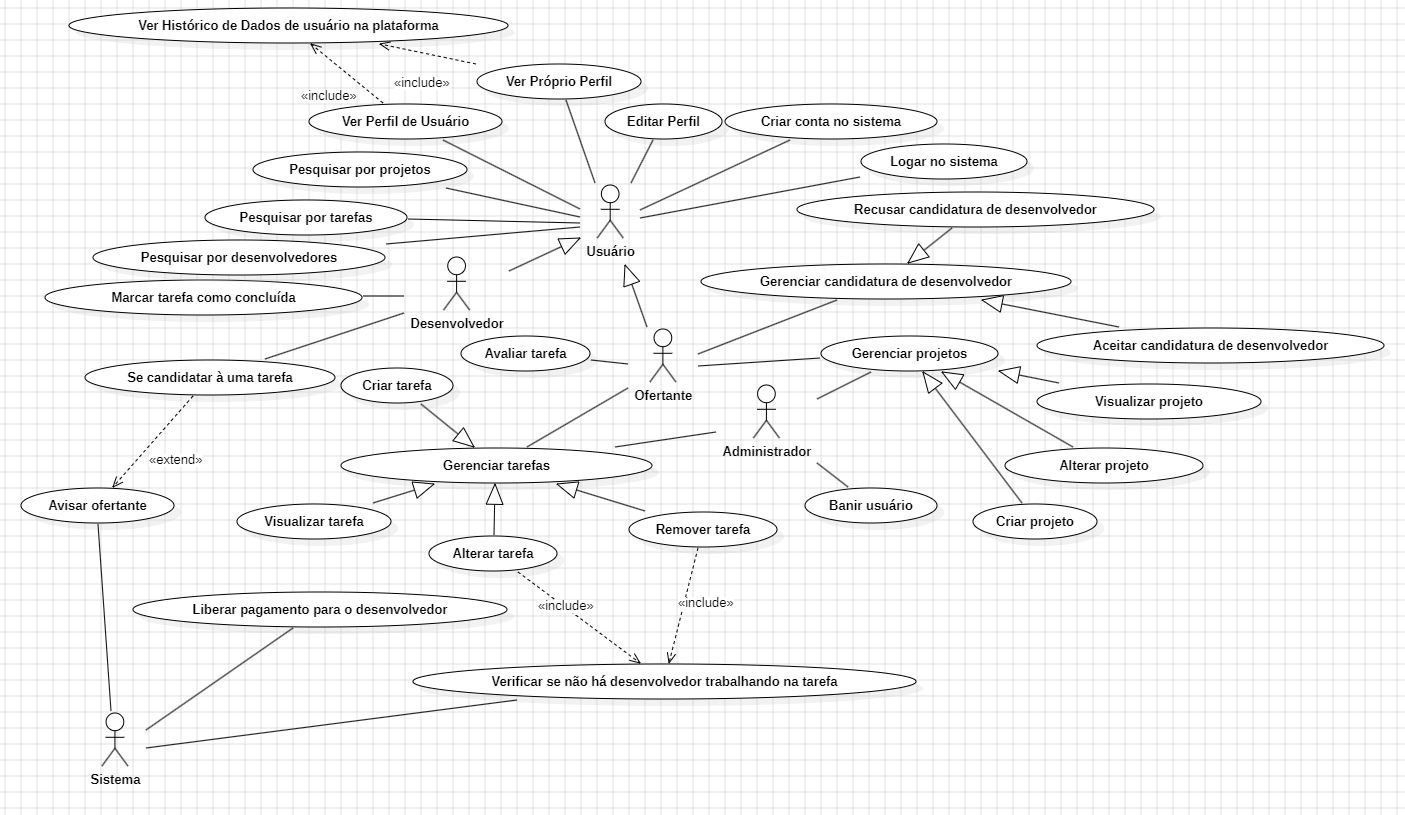 Ver Histórico de Dados de usuário na plataforma
«include»
Ver Próprio Perfil
«include»
Ver Perfil de Usuário
Editar Perfil
Criar conta no sistema
Pesquisar por projetos
Logar no sistema
Pesquisar por tarefas
Recusar candidatura de desenvolvedor
Usuário
Pesquisar por desenvolvedores
Gerenciar candidatura de desenvolvedor
Marcar tarefa como concluída
Desenvolvedor
Avaliar tarefa
Gerenciar projetos
Aceitar candidatura de desenvolvedor
Se candidatar à uma tarefa
Criar tarefa
Ofertante
Visualizar projeto
Administrador
«extend»
Gerenciar tarefas
Alterar projeto
Avisar ofertante
Banir usuário
Visualizar tarefa
Remover tarefa
Criar projeto
Alterar tarefa
«include»
«include»
Liberar pagamento para o desenvolvedor
Verificar se não há desenvolvedor trabalhando na tarefa
Sistema